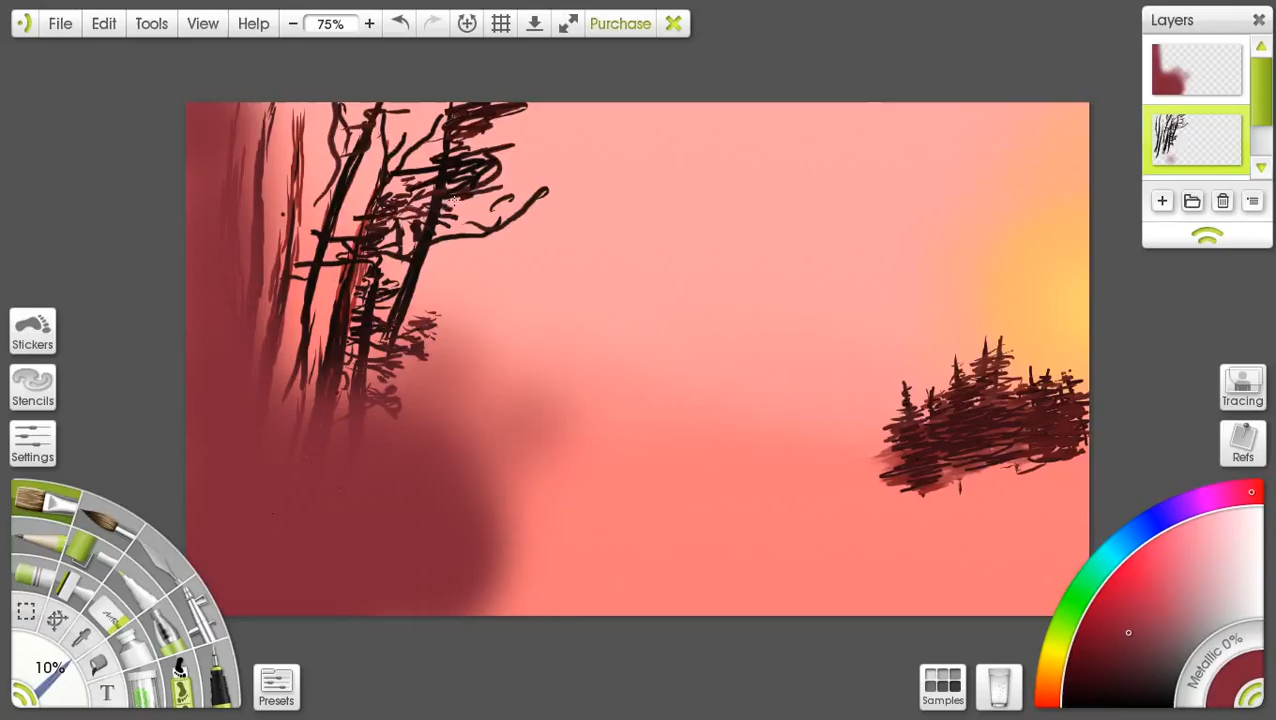 File Edit Tools View Help − 75% + Purchase
Layers
Stickers
Stencils
Settings
Tracing
Refs
10%
T
Presets
Samples
Metallic 0%